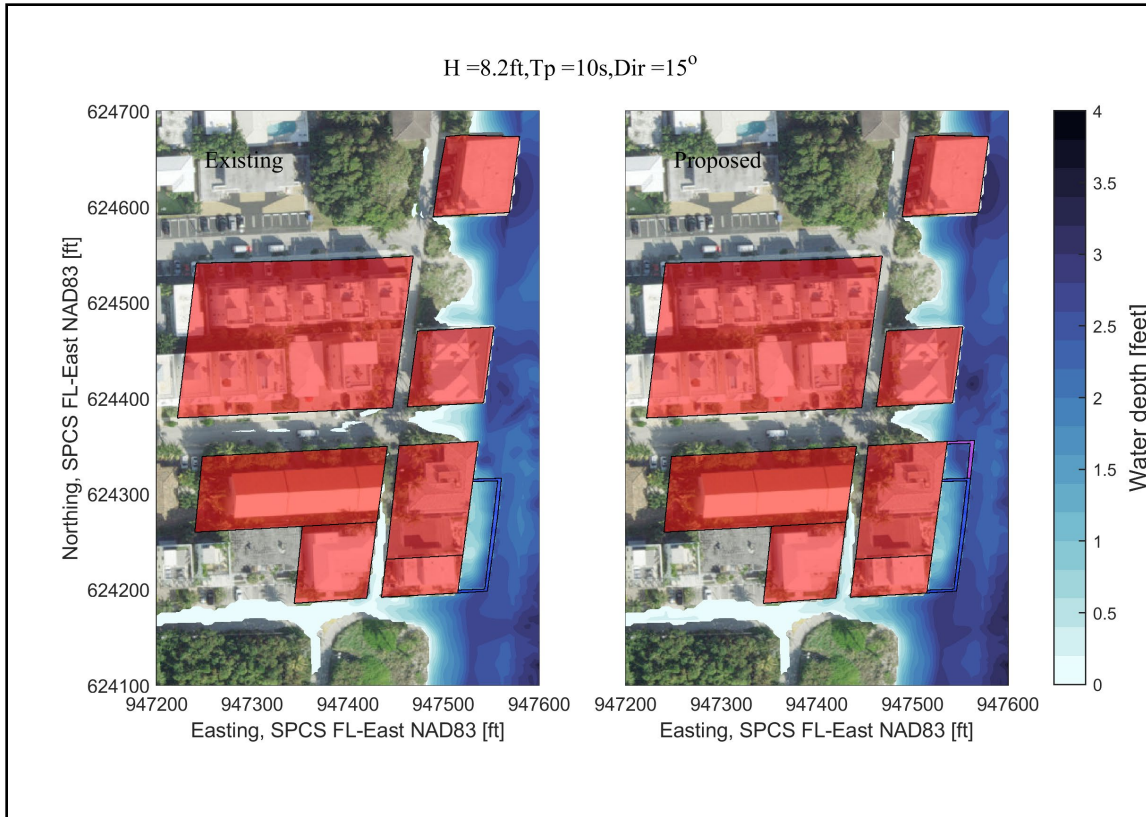 H =8.2ft,Tp =10s,Dir =15°
Existing
Proposed
624700
624600
624500
624400
624300
624200
624100
Northing, SPCS FL-East NAD83 [ft]
947200 947300 947400 947500 947600
Easting, SPCS FL-East NAD83 [ft]
947200 947300 947400 947500 947600
Easting, SPCS FL-East NAD83 [ft]
4
3.5
3
2.5
2
1.5
1
0.5
0
Water depth [feet]